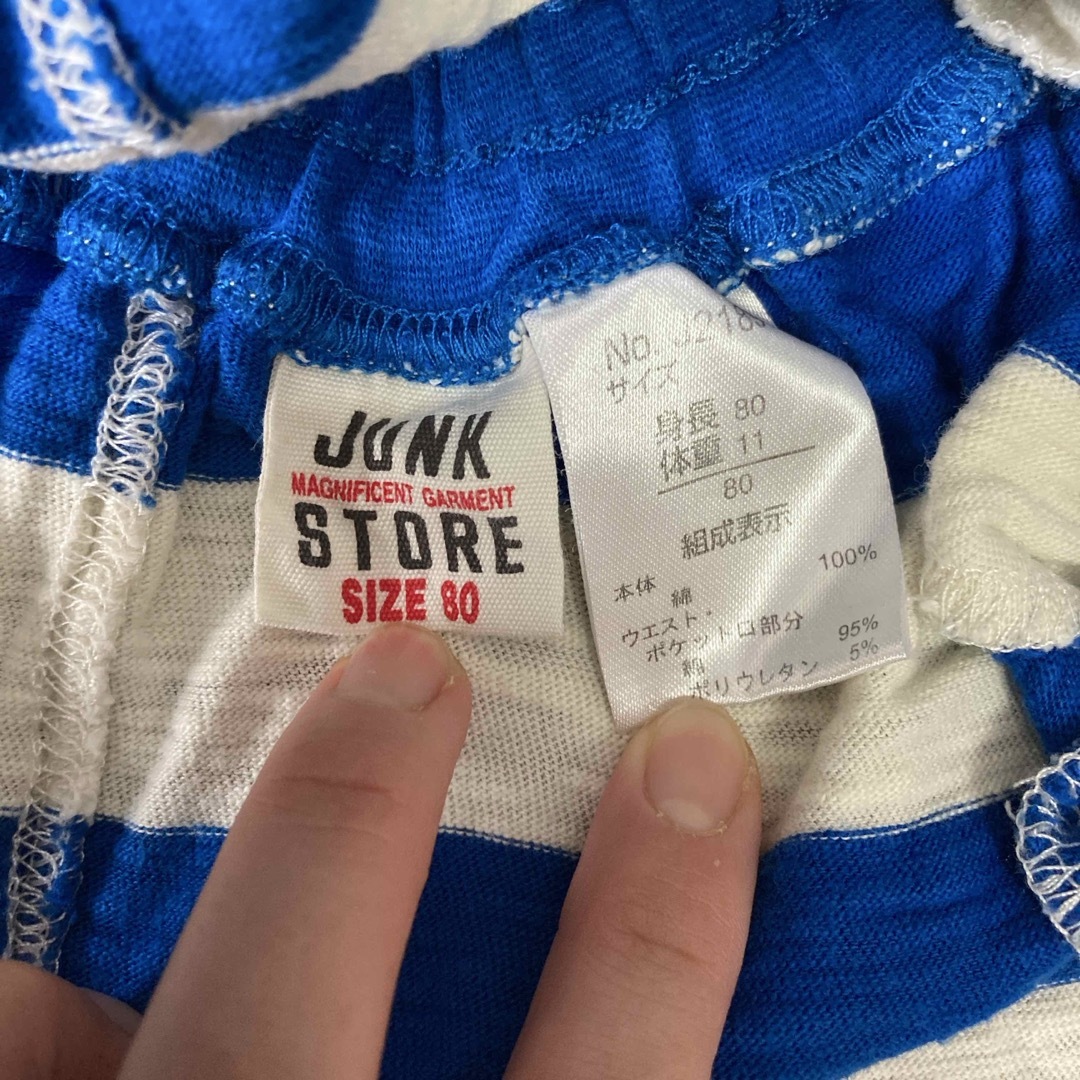 JUNK
MAGNIFICENT GARMENT
STORE
SIZE 80
No. J218
サイズ
身長 80
体重 11
80
組成表示
本体
綿 100%
ウエスト・
ポケット口部分
綿 95%
ポリウレタン 5%